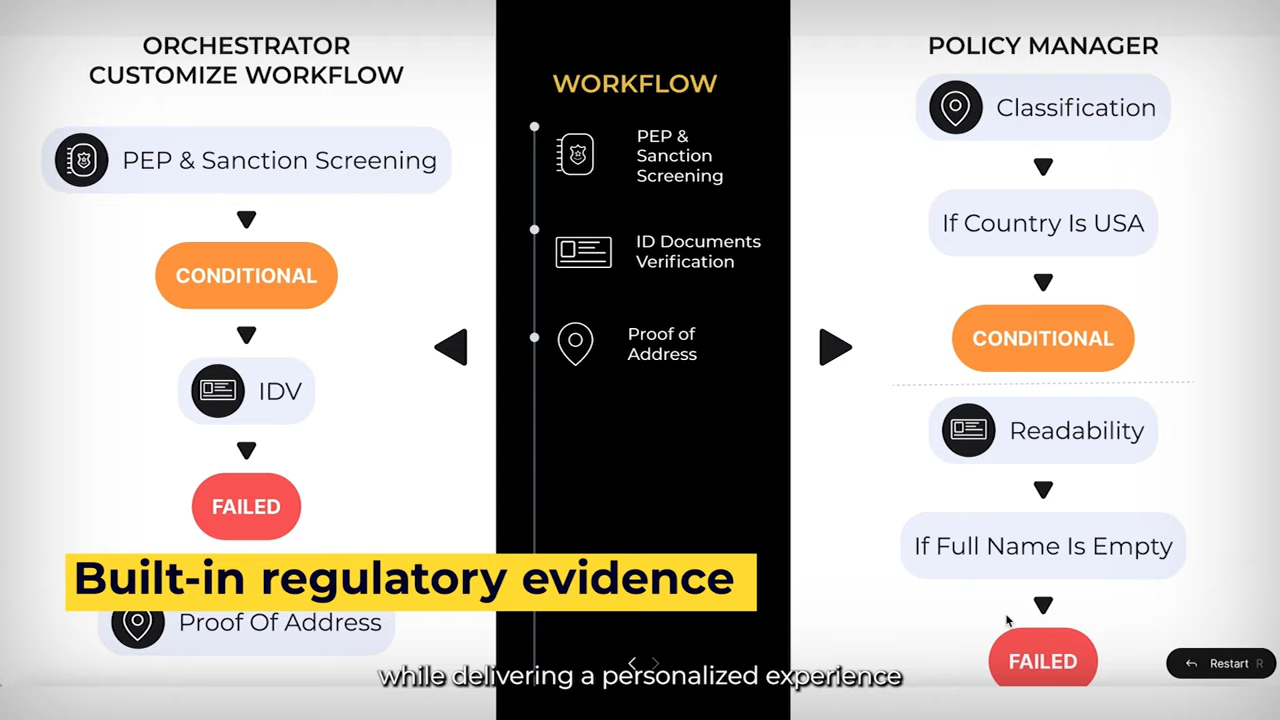 ORCHESTRATOR
CUSTOMIZE WORKFLOW
PEP & Sanction Screening
CONDITIONAL
IDV
FAILED
Proof Of Address
WORKFLOW
PEP &
Sanction
Screening
ID Documents
Verification
Proof of
Address
POLICY MANAGER
Classification
If Country Is USA
CONDITIONAL
Readability
If Full Name Is Empty
FAILED
Built-in regulatory evidence
while delivering a personalized experience
Restart R